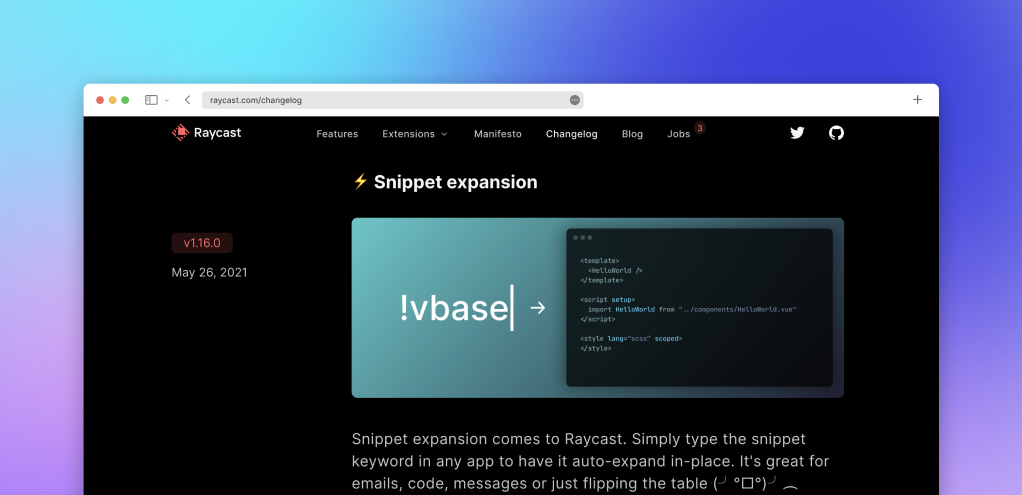 raycast.com/changelog
Raycast
Features
Extensions
Manifesto
Changelog
Blog
Jobs
3
⚡ Snippet expansion
v1.16.0
May 26, 2021
!vbase
→
<template>
<HelloWorld />
</template>
<script setup>
import HelloWorld from "../components/HelloWorld.vue"
</script>
<style lang="scss" scoped>
</style>
Snippet expansion comes to Raycast. Simply type the snippet
keyword in any app to have it auto-expand in-place. It's great for
emails, code, messages or just flipping the table (╯°□°)╯︵